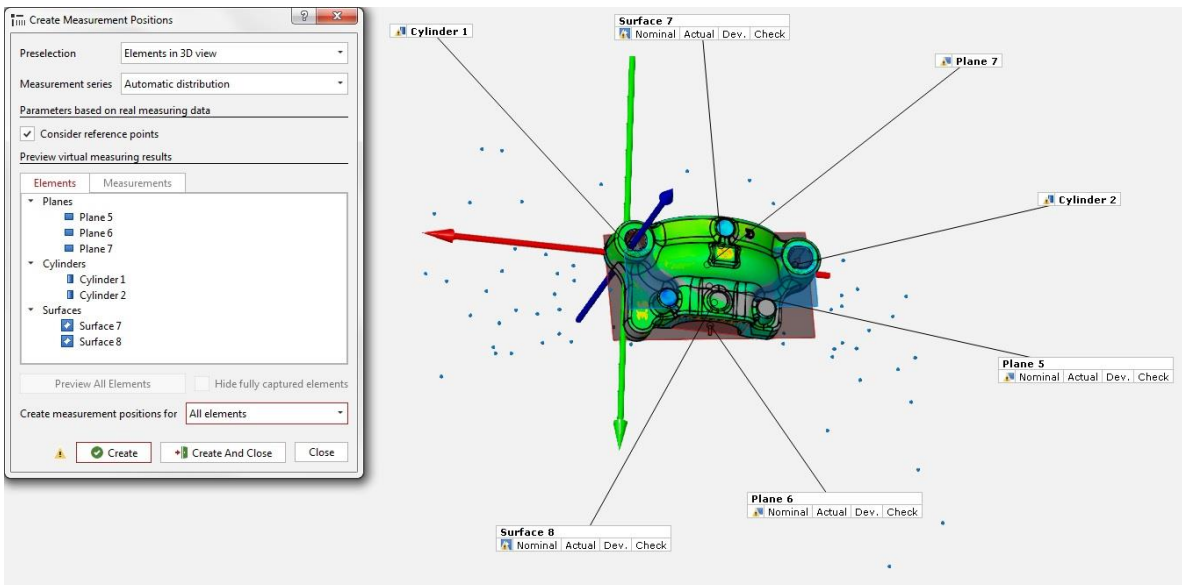 Create Measurement Positions
Preselection Elements in 3D view
Measurement series Automatic distribution
Parameters based on real measuring data
Consider reference points
Preview virtual measuring results
Elements Measurements
Planes
Plane 5
Plane 6
Plane 7
Cylinders
Cylinder 1
Cylinder 2
Surfaces
Surface 7
Surface 8
Preview All Elements Hide fully captured elements
Create measurement positions for All elements
Create Create And Close Close
Cylinder 1
Surface 7
Nominal Actual Dev. Check
Plane 7
Cylinder 2
Plane 5
Nominal Actual Dev. Check
Plane 6
Nominal Actual Dev. Check
Surface 8
Nominal Actual Dev. Check